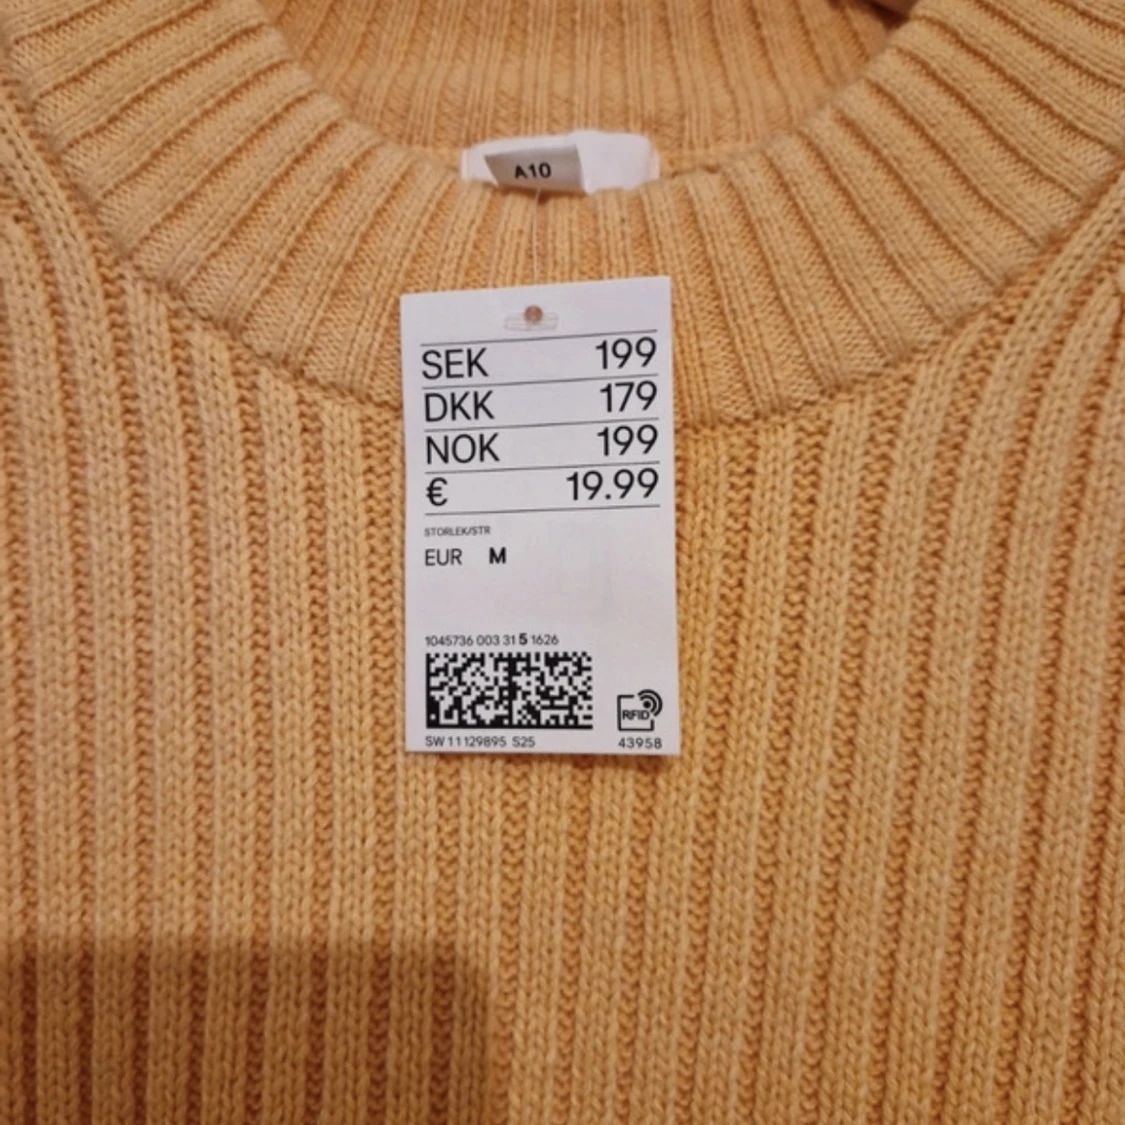 A10
SEK 199
DKK 179
NOK 199
€ 19.99
STORLEK/STR
EUR M
1045736 003 31 5 1626
RFID
SW 11129895 S25 43958